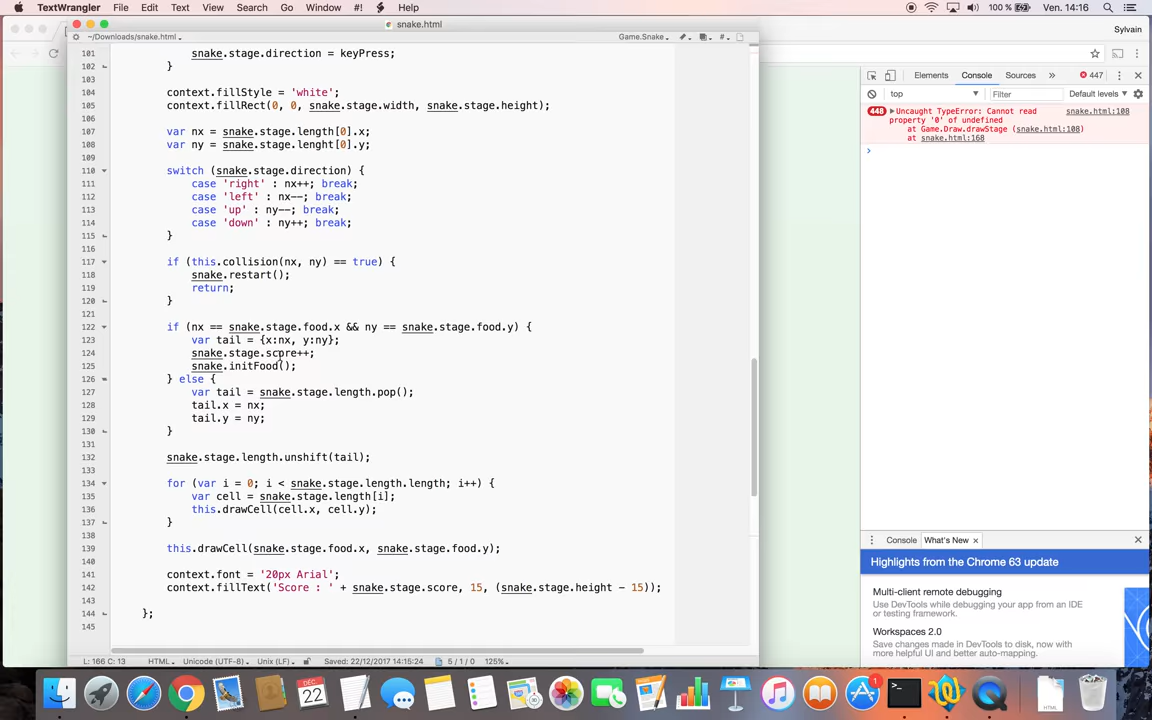 TextWrangler File Edit Text View Search Go Window #! Help
100 % Ven. 14:16
snake.html
Sylvain
~/Downloads/snake.html
Game.Snake
101 snake.stage.direction = keyPress;
102 }
103
104 context.fillStyle = 'white';
105 context.fillRect(0, 0, snake.stage.width, snake.stage.height);
106
107 var nx = snake.stage.length[0].x;
108 var ny = snake.stage.lenght[0].y;
109
110 switch (snake.stage.direction) {
111 case 'right' : nx++; break;
112 case 'left' : nx--; break;
113 case 'up' : ny--; break;
114 case 'down' : ny++; break;
115 }
116
117 if (this.collision(nx, ny) == true) {
118 snake.restart();
119 return;
120 }
121
122 if (nx == snake.stage.food.x && ny == snake.stage.food.y) {
123 var tail = {x:nx, y:ny};
124 snake.stage.score++;
125 snake.initFood();
126 } else {
127 var tail = snake.stage.length.pop();
128 tail.x = nx;
129 tail.y = ny;
130 }
131
132 snake.stage.length.unshift(tail);
133
134 for (var i = 0; i < snake.stage.length.length; i++) {
135 var cell = snake.stage.length[i];
136 this.drawCell(cell.x, cell.y);
137 }
138
139 this.drawCell(snake.stage.food.x, snake.stage.food.y);
140
141 context.font = '20px Arial';
142 context.fillText('Score : ' + snake.stage.score, 15, (snake.stage.height - 15));
143
144 };
145
L: 166 C: 13 HTML Unicode (UTF-8) Unix (LF) Saved: 22/12/2017 14:15:24 5 / 1 / 0 125%
Elements Console Sources » 447
top Filter Default levels
448 Uncaught TypeError: Cannot read snake.html:108
property '0' of undefined
at Game.Draw.drawStage (snake.html:108)
at snake.html:168
Console What's New
Highlights from the Chrome 63 update
Multi-client remote debugging
Use DevTools while debugging your app from an IDE
or testing framework.
Workspaces 2.0
Save changes made in DevTools to disk, now with
more helpful UI and better auto-mapping.
DÉC.
22
1
HTML